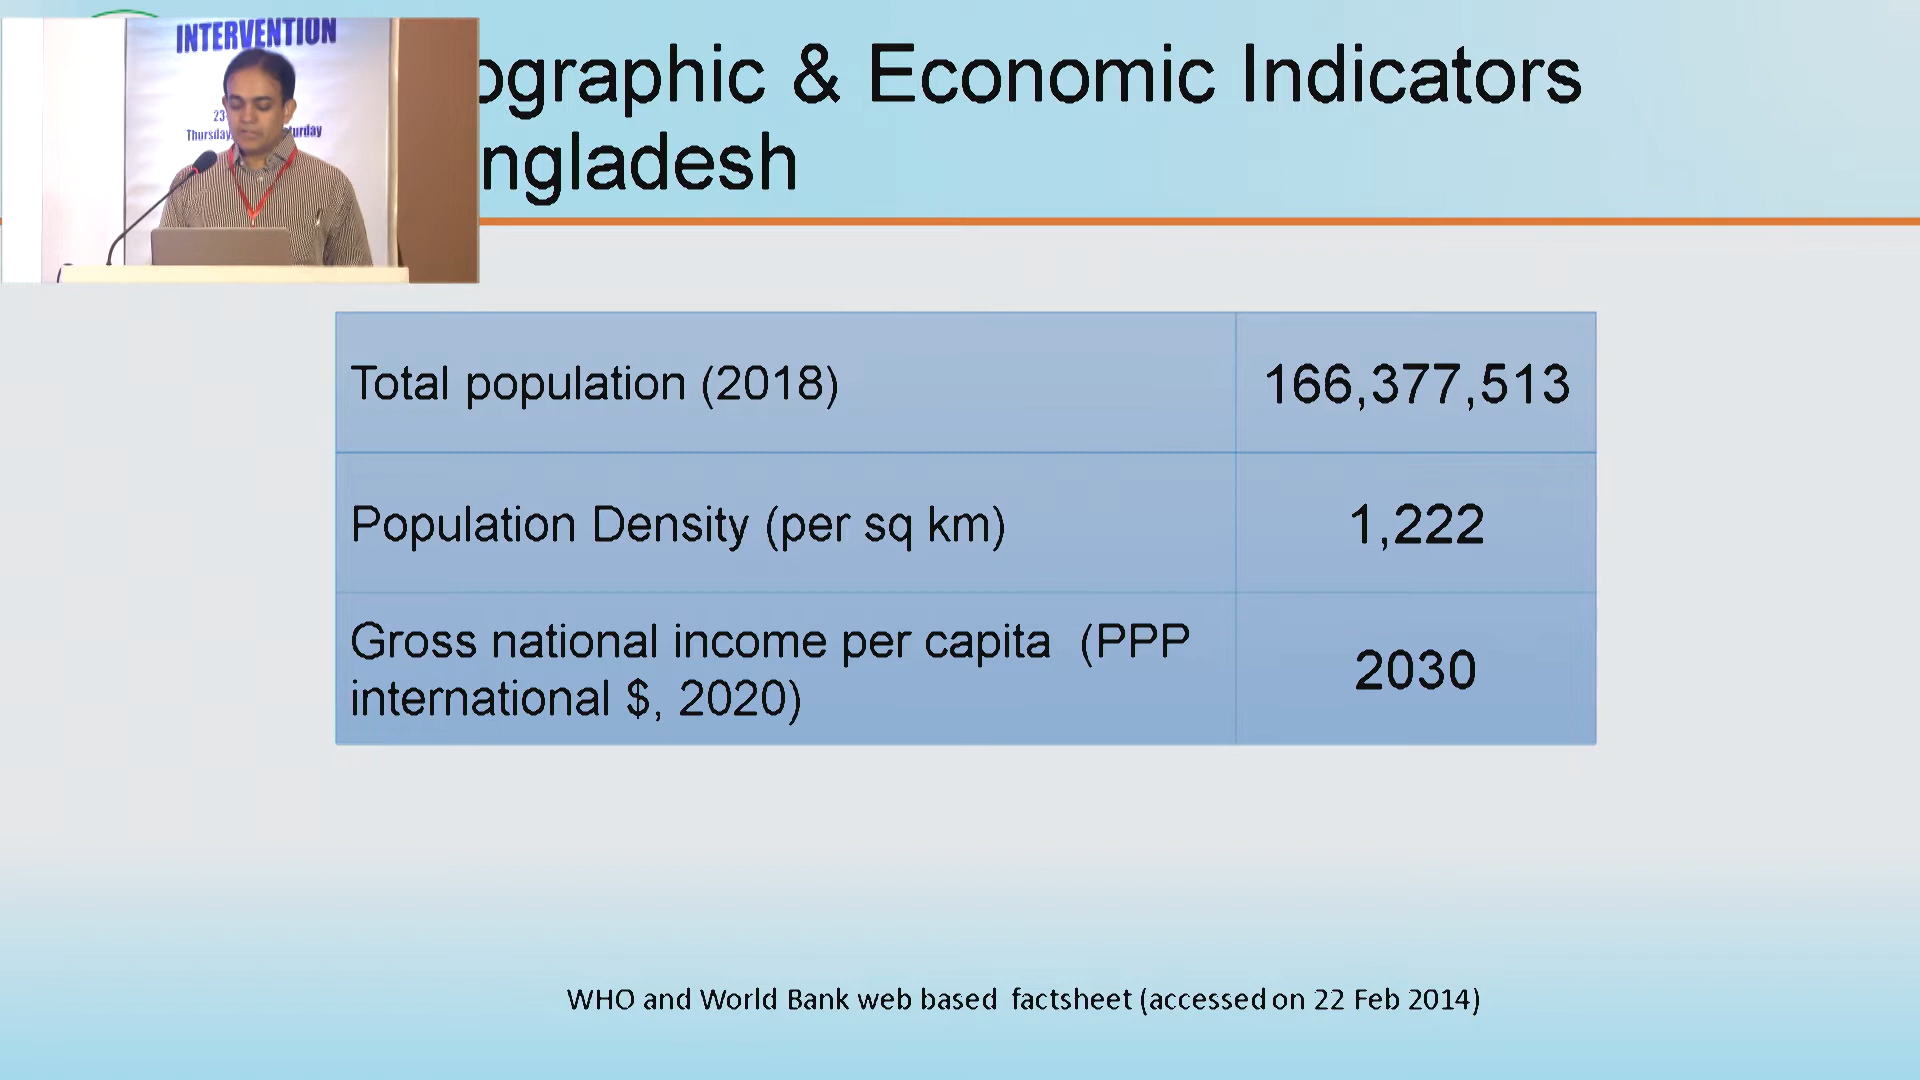 INTERVENTION
23
Thursday
urday
ographic & Economic Indicators
ngladesh
Total population (2018) 166,377,513
Population Density (per sq km) 1,222
Gross national income per capita (PPP
international $, 2020) 2030
WHO and World Bank web based factsheet (accessed on 22 Feb 2014)